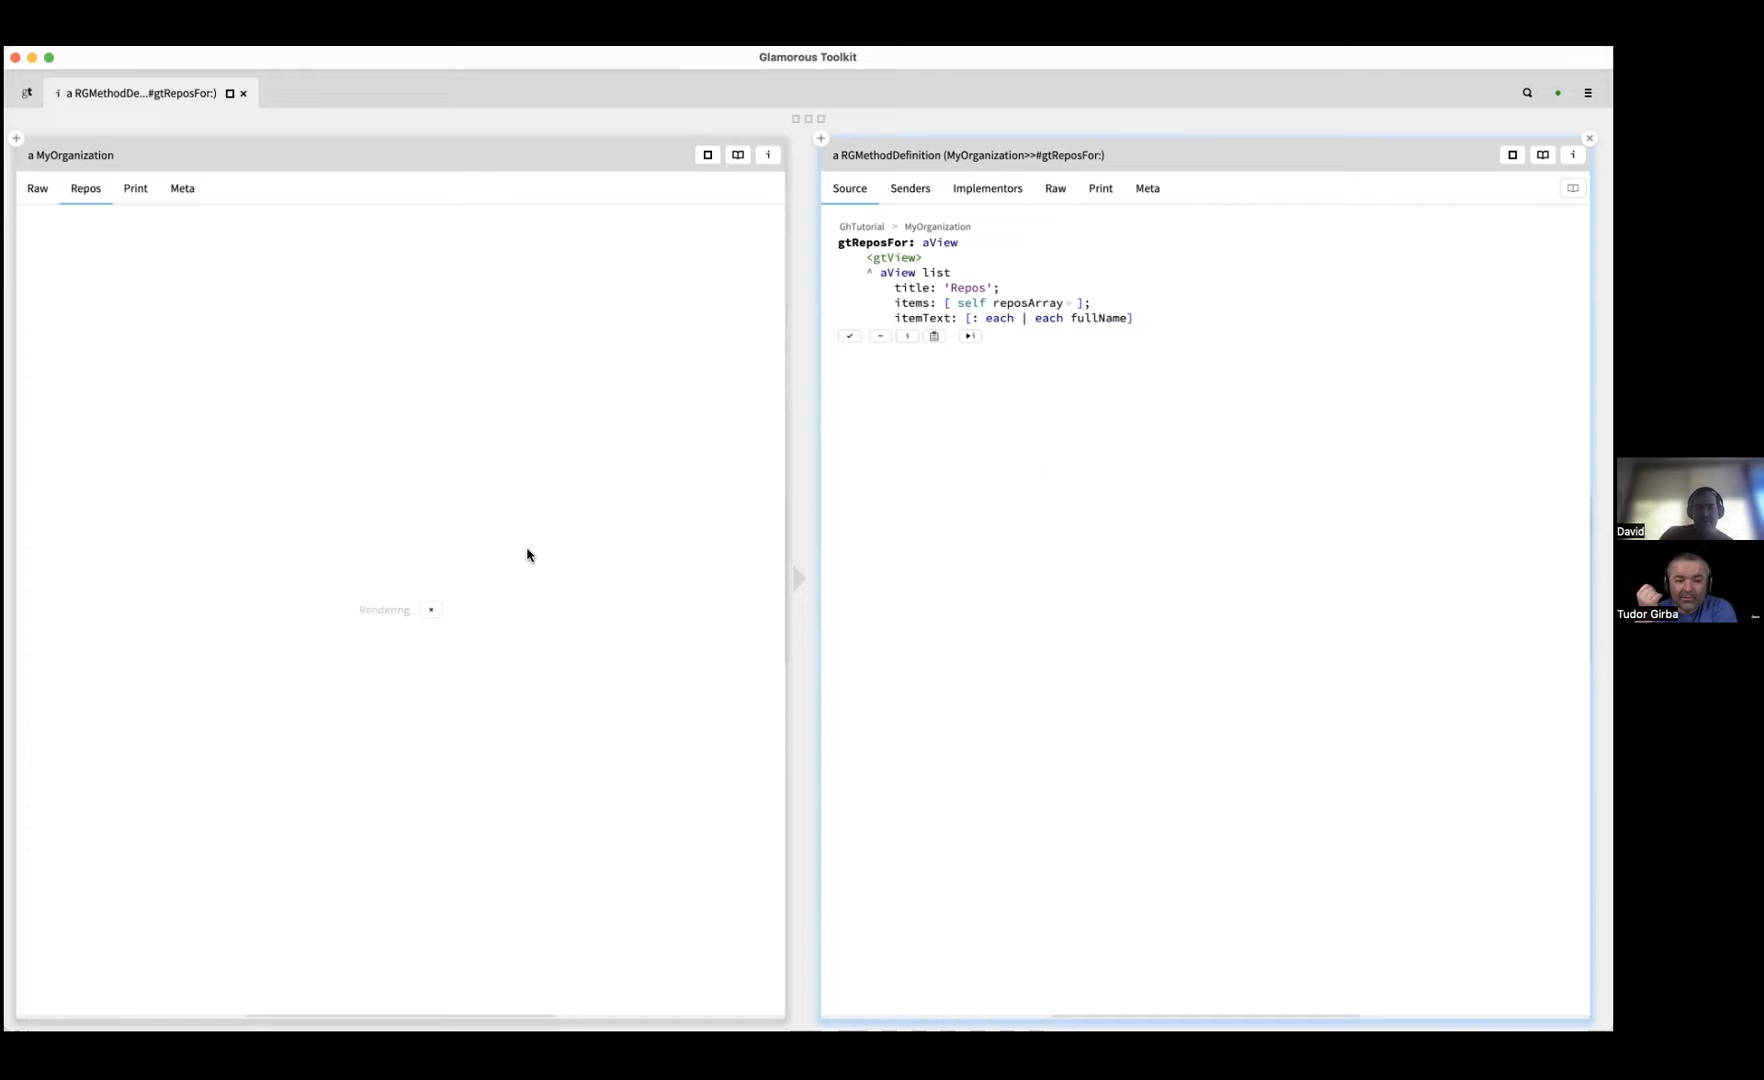 Glamorous Toolkit
gt
i a RGMethodDe...#gtReposFor:)
a MyOrganization
i
Raw Repos Print Meta
Rendering
a RGMethodDefinition (MyOrganization>>#gtReposFor:)
i
Source Senders Implementors Raw Print Meta
GhTutorial > MyOrganization
gtReposFor: aView
<gtView>
^ aView list
title: 'Repos';
items: [ self reposArray ];
itemText: [: each | each fullName]
i
i
David
Tudor Girba